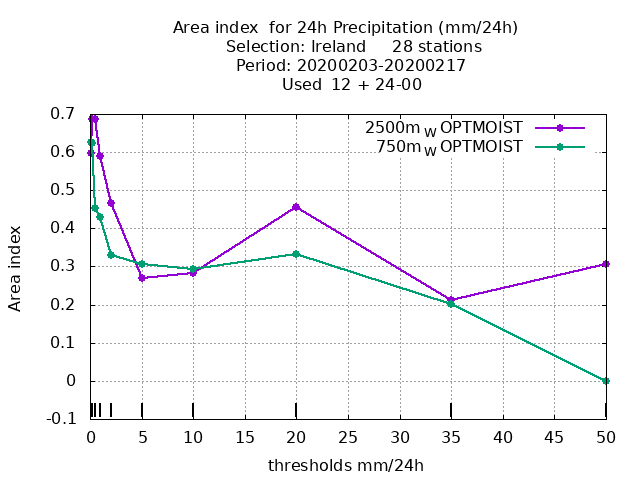 Area index  for 24h Precipitation (mm/24h)
Selection: Ireland     28 stations
Period: 20200203-20200217
Used  12 + 24-00
2500m W OPTMOIST
750m W OPTMOIST
0.7
0.6
0.5
0.4
0.3
0.2
0.1
0
-0.1
Area index
0 5 10 15 20 25 30 35 40 45 50
thresholds mm/24h